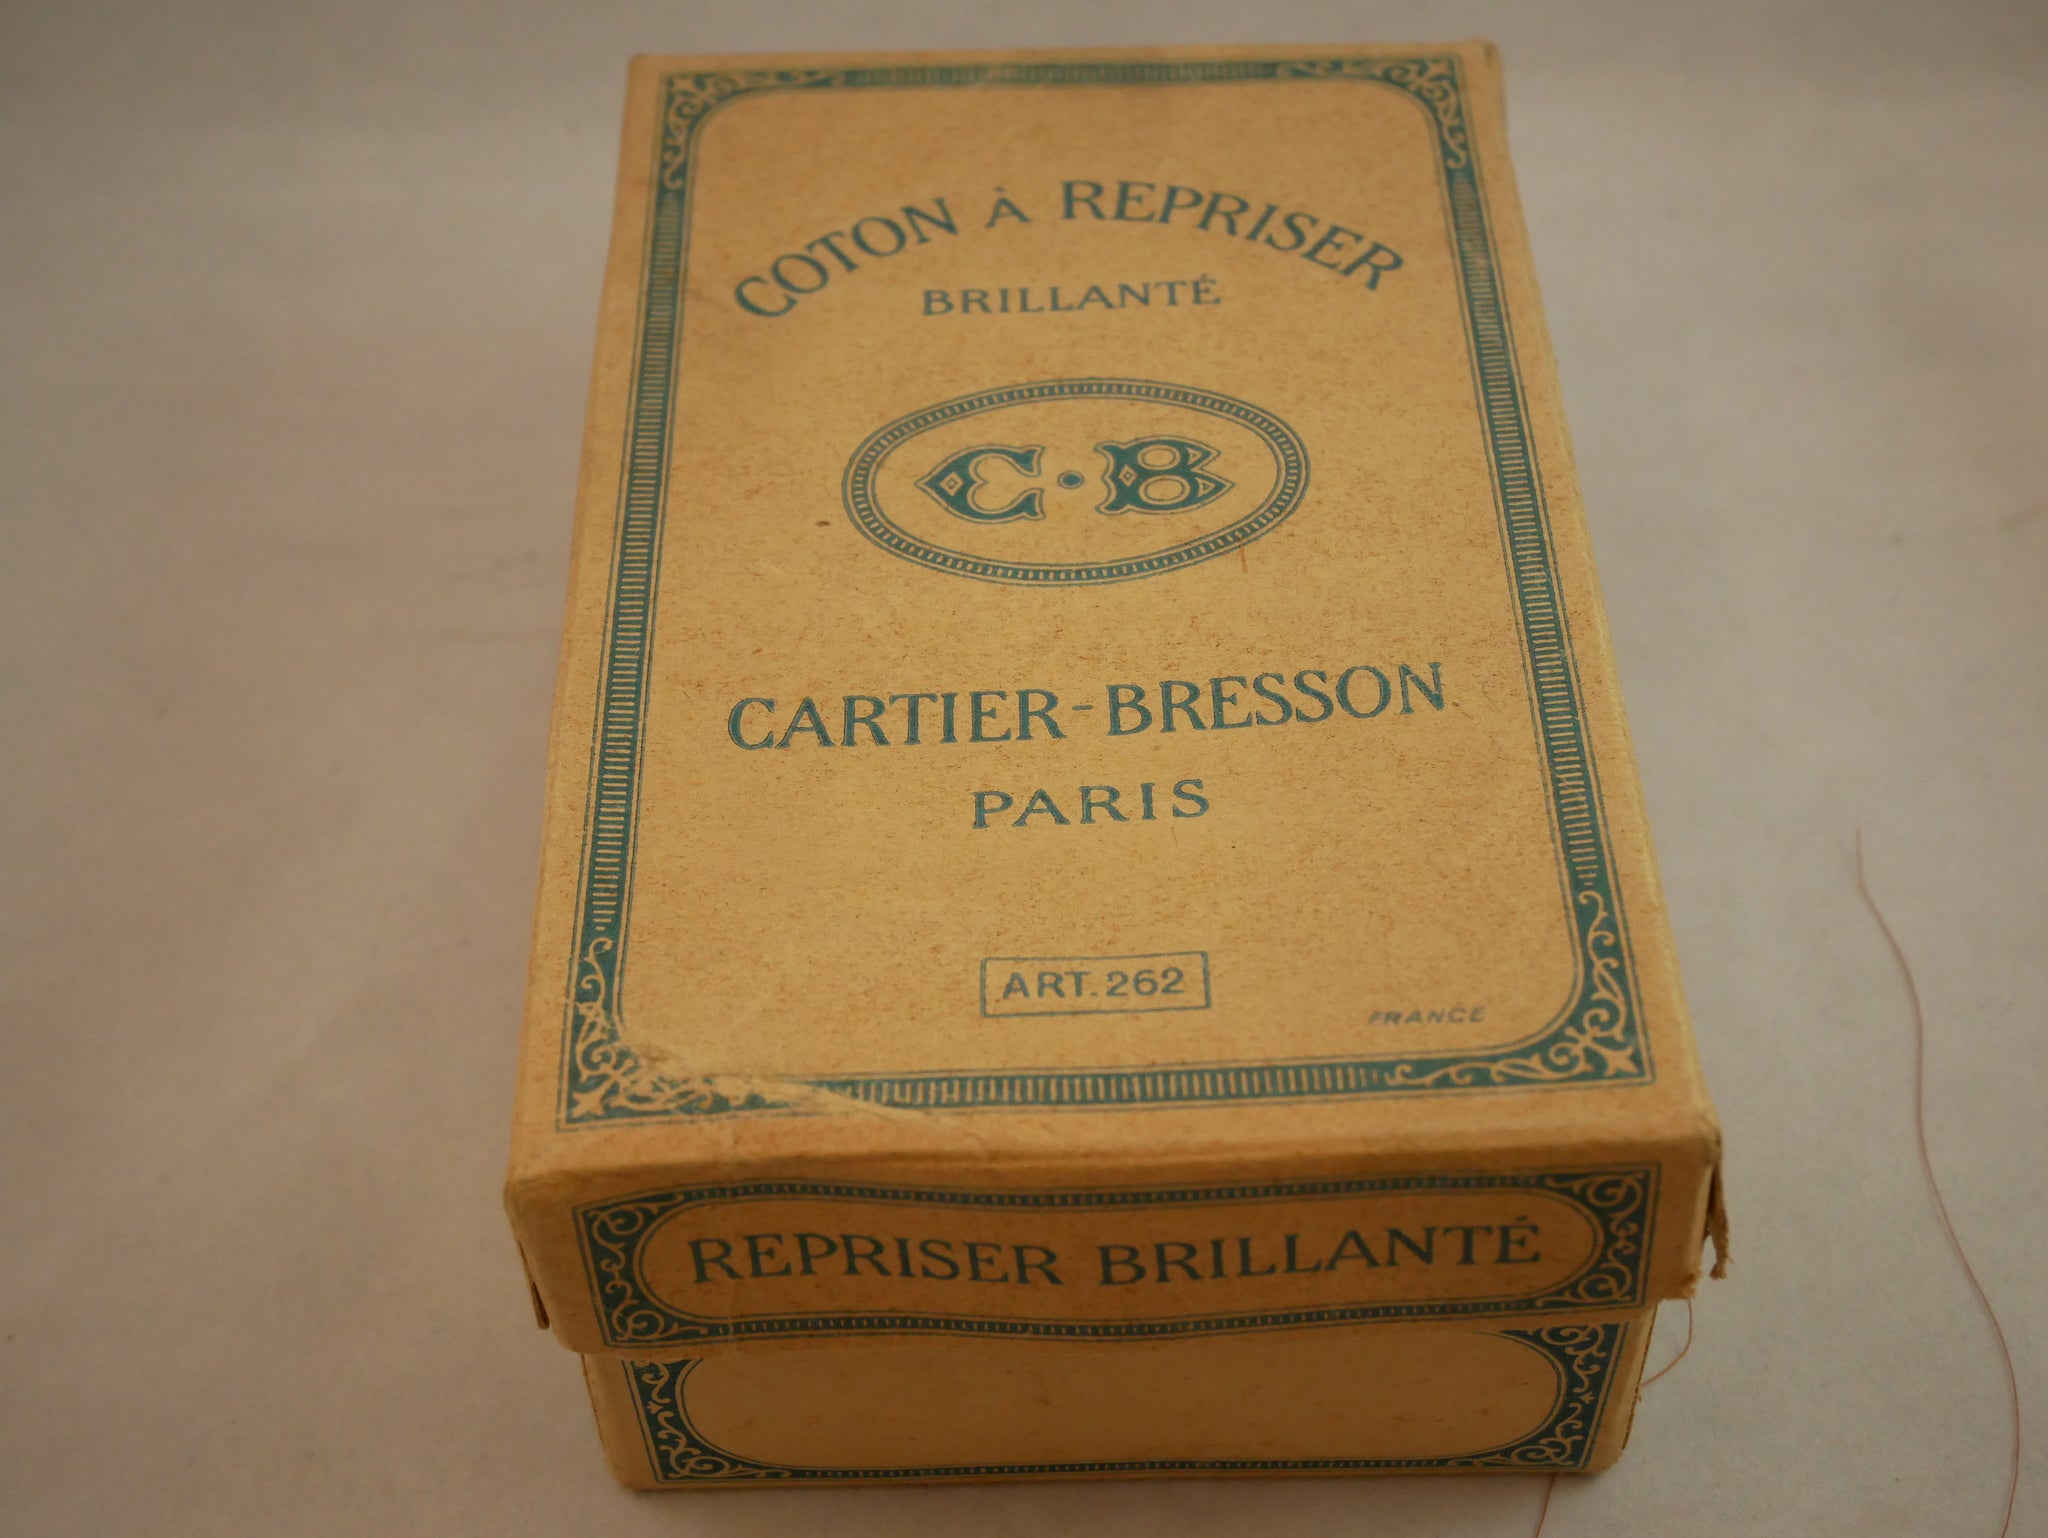 COTON À REPRISER
BRILLANTÉ
C·B
CARTIER-BRESSON
PARIS
ART. 262
FRANCE
REPRISER BRILLANTÉ